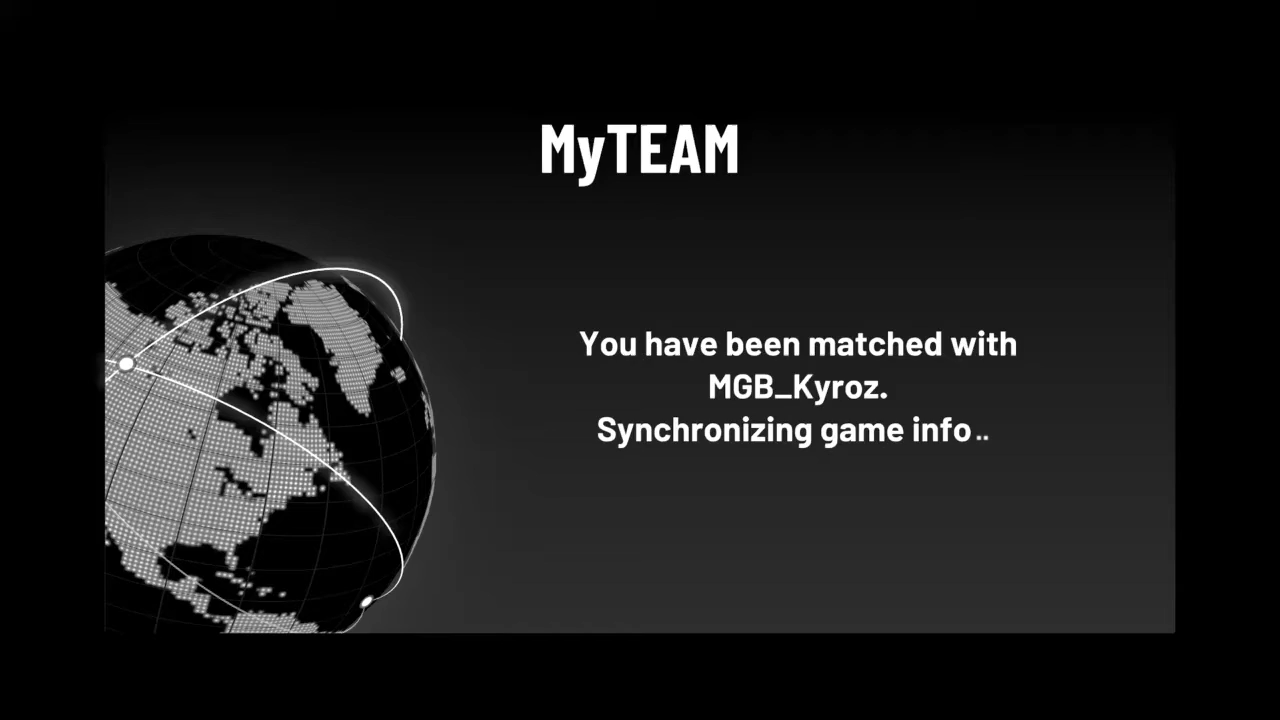 MyTEAM
You have been matched with
MGB_Kyroz.
Synchronizing game info..